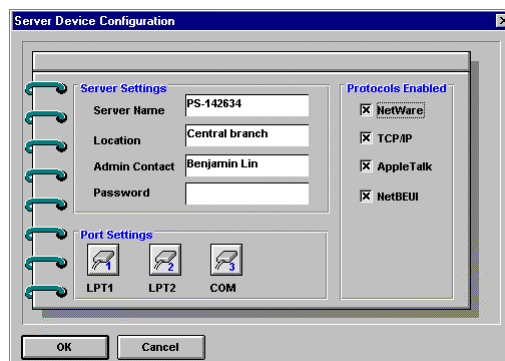 Server Device Configuration
Server Settings
Server Name PS-142634
Location Central branch
Admin Contact Benjamin Lin
Password
Protocols Enabled
NetWare
TCP/IP
AppleTalk
NetBEUI
Port Settings
1 2 3
LPT1 LPT2 COM
OK Cancel